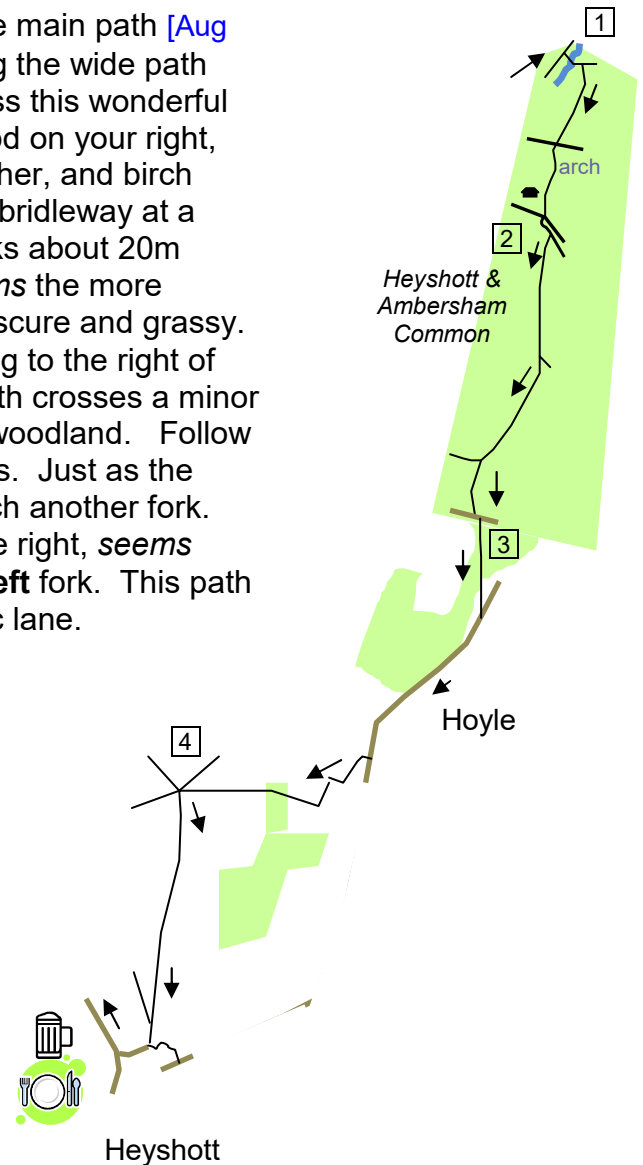 e main path [Aug
g the wide path
ss this wonderful
od on your right,
ther, and birch
bridleway at a
ks about 20m
ns the more
scure and grassy.
g to the right of
th crosses a minor
woodland. Follow
s. Just as the
ch another fork.
e right, seems
eft fork. This path
c lane.
1
arch
2
Heyshott &
Ambersham
Common
3
Hoyle
4
Heyshott